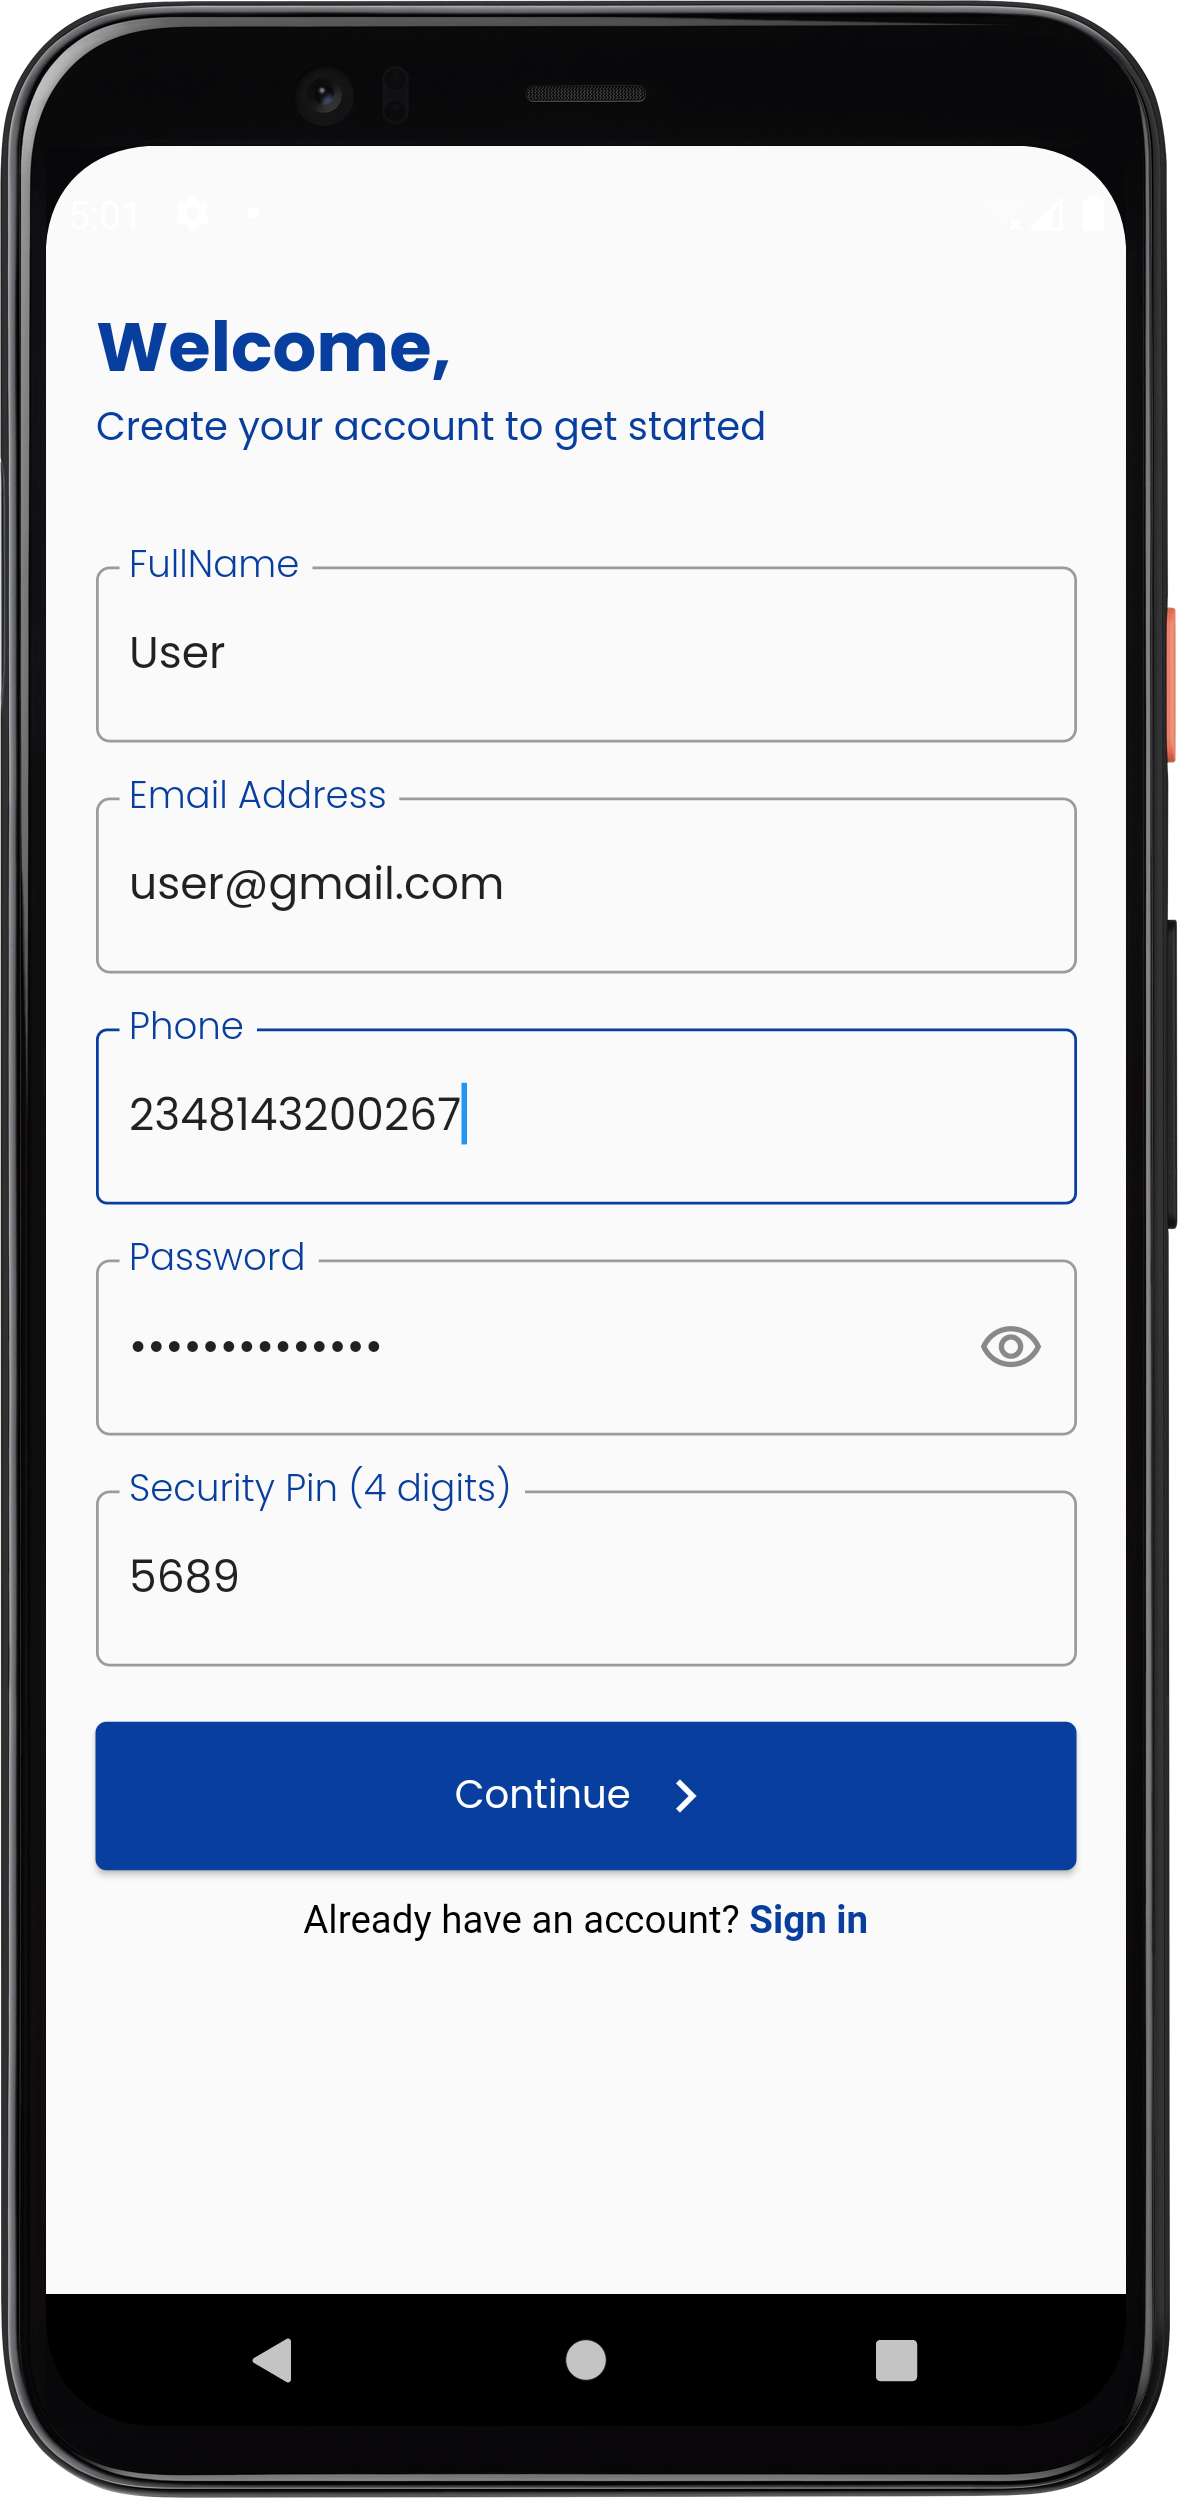 5:01
Welcome,
Create your account to get started
FullName
User
Email Address
user@gmail.com
Phone
2348143200267
Password
••••••••••••••
Security Pin (4 digits)
5689
Continue
Already have an account? Sign in